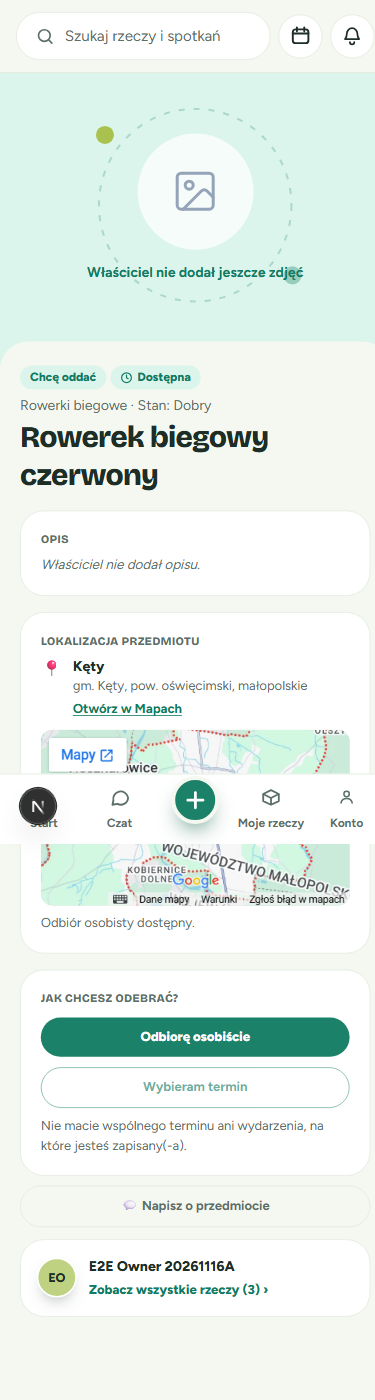 Szukaj rzeczy i spotkań
Właściciel nie dodał jeszcze zdjęć
Chcę oddać
Dostępna
Rowerki biegowe · Stan: Dobry
Rowerek biegowy
czerwony
OPIS
Właściciel nie dodał opisu.
LOKALIZACJA PRZEDMIOTU
Kęty
gm. Kęty, pow. oświęcimski, małopolskie
Otwórz w Mapach
Mapy
N
Start
Czat
Moje rzeczy
Konto
WOJEWÓDZTWO MAŁOPOLSK
KOBIERNICE
DOLNE
Google
Dane mapy
Warunki
Zgłoś błąd w mapach
Odbiór osobisty dostępny.
JAK CHCESZ ODEBRAĆ?
Odbiorę osobiście
Wybieram termin
Nie macie wspólnego terminu ani wydarzenia, na
które jesteś zapisany(-a).
Napisz o przedmiocie
EO
E2E Owner 20261116A
Zobacz wszystkie rzeczy (3) ›